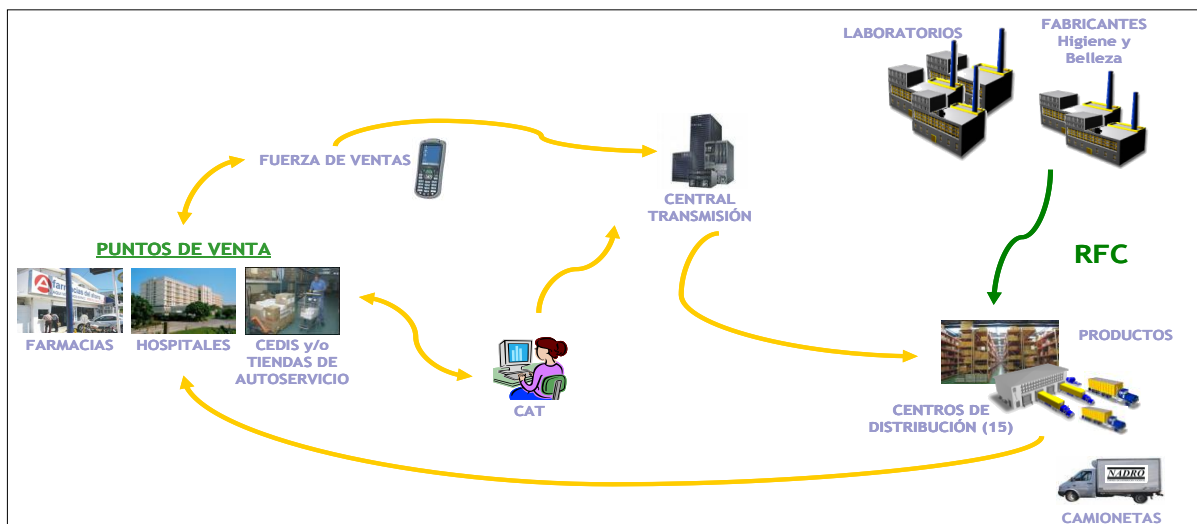 LABORATORIOS
FABRICANTES
Higiene y
Belleza
FUERZA DE VENTAS
CENTRAL
TRANSMISIÓN
PUNTOS DE VENTA
RFC
FARMACIAS
HOSPITALES
CEDIS y/o
TIENDAS DE
AUTOSERVICIO
PRODUCTOS
CAT
CENTROS DE
DISTRIBUCIÓN (15)
NADRO
CAMIONETAS